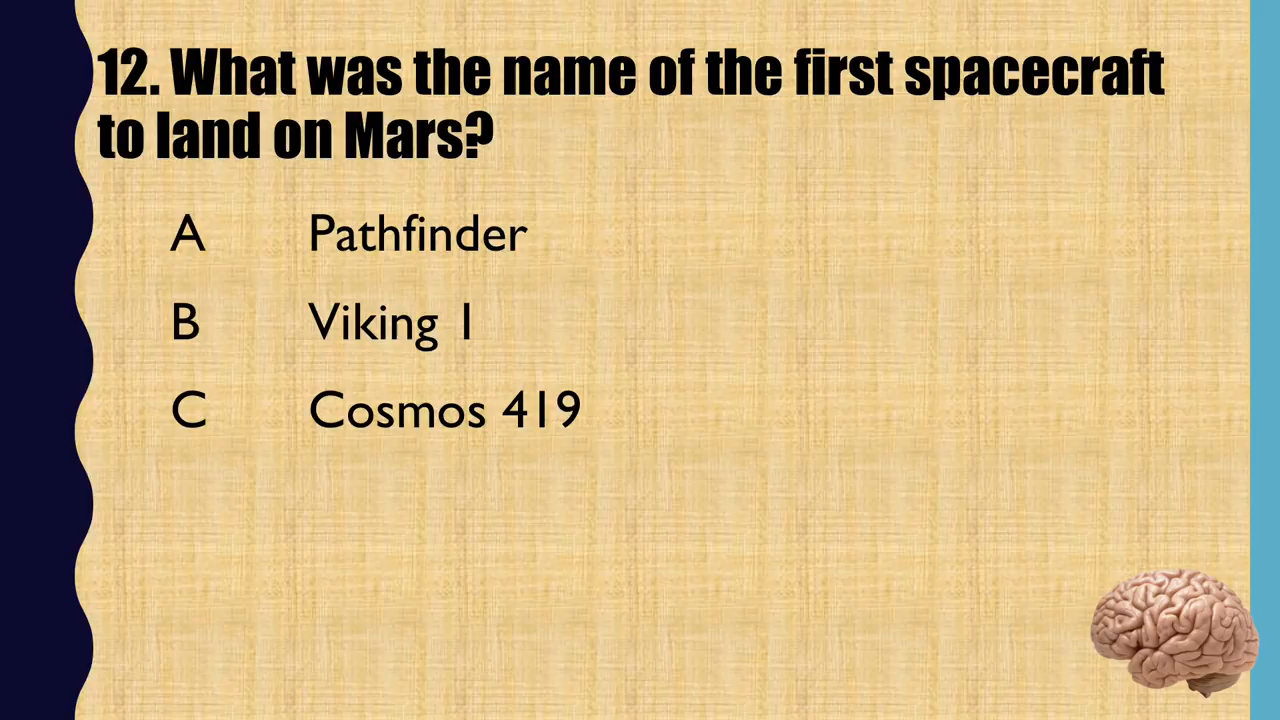 12. What was the name of the first spacecraft
to land on Mars?
A Pathfinder
B Viking 1
C Cosmos 419